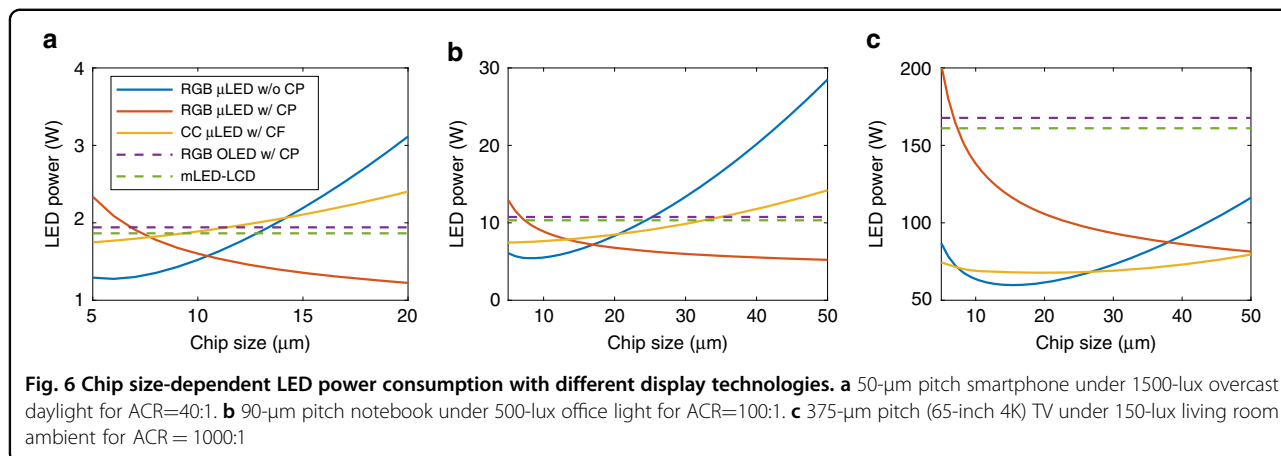 a
4
3
2
1
5
10
15
20
LED power (W)
Chip size (μm)
RGB μLED w/o CP
RGB μLED w/ CP
CC μLED w/ CF
RGB OLED w/ CP
mLED-LCD
b
30
20
10
0
10
20
30
40
50
LED power (W)
Chip size (μm)
c
200
150
100
50
10
20
30
40
50
LED power (W)
Chip size (μm)
Fig. 6 Chip size-dependent LED power consumption with different display technologies. a 50-μm pitch smartphone under 1500-lux overcast
daylight for ACR=40:1. b 90-μm pitch notebook under 500-lux office light for ACR=100:1. c 375-μm pitch (65-inch 4K) TV under 150-lux living room
ambient for ACR = 1000:1